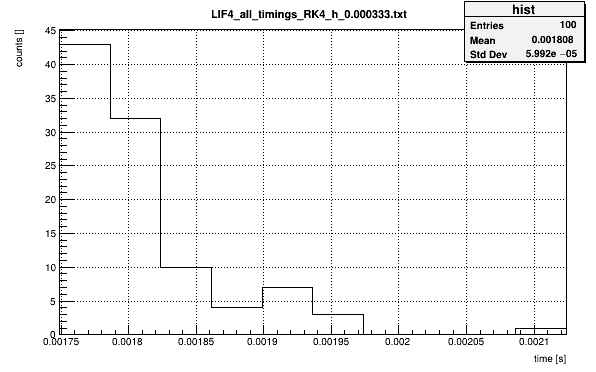 LIF4_all_timings_RK4_h_0.000333.txt
hist
Entries 100
Mean 0.001808
Std Dev 5.992e −05
counts []
45
40
35
30
25
20
15
10
5
0
0.00175 0.0018 0.00185 0.0019 0.00195 0.002 0.00205 0.0021
time [s]